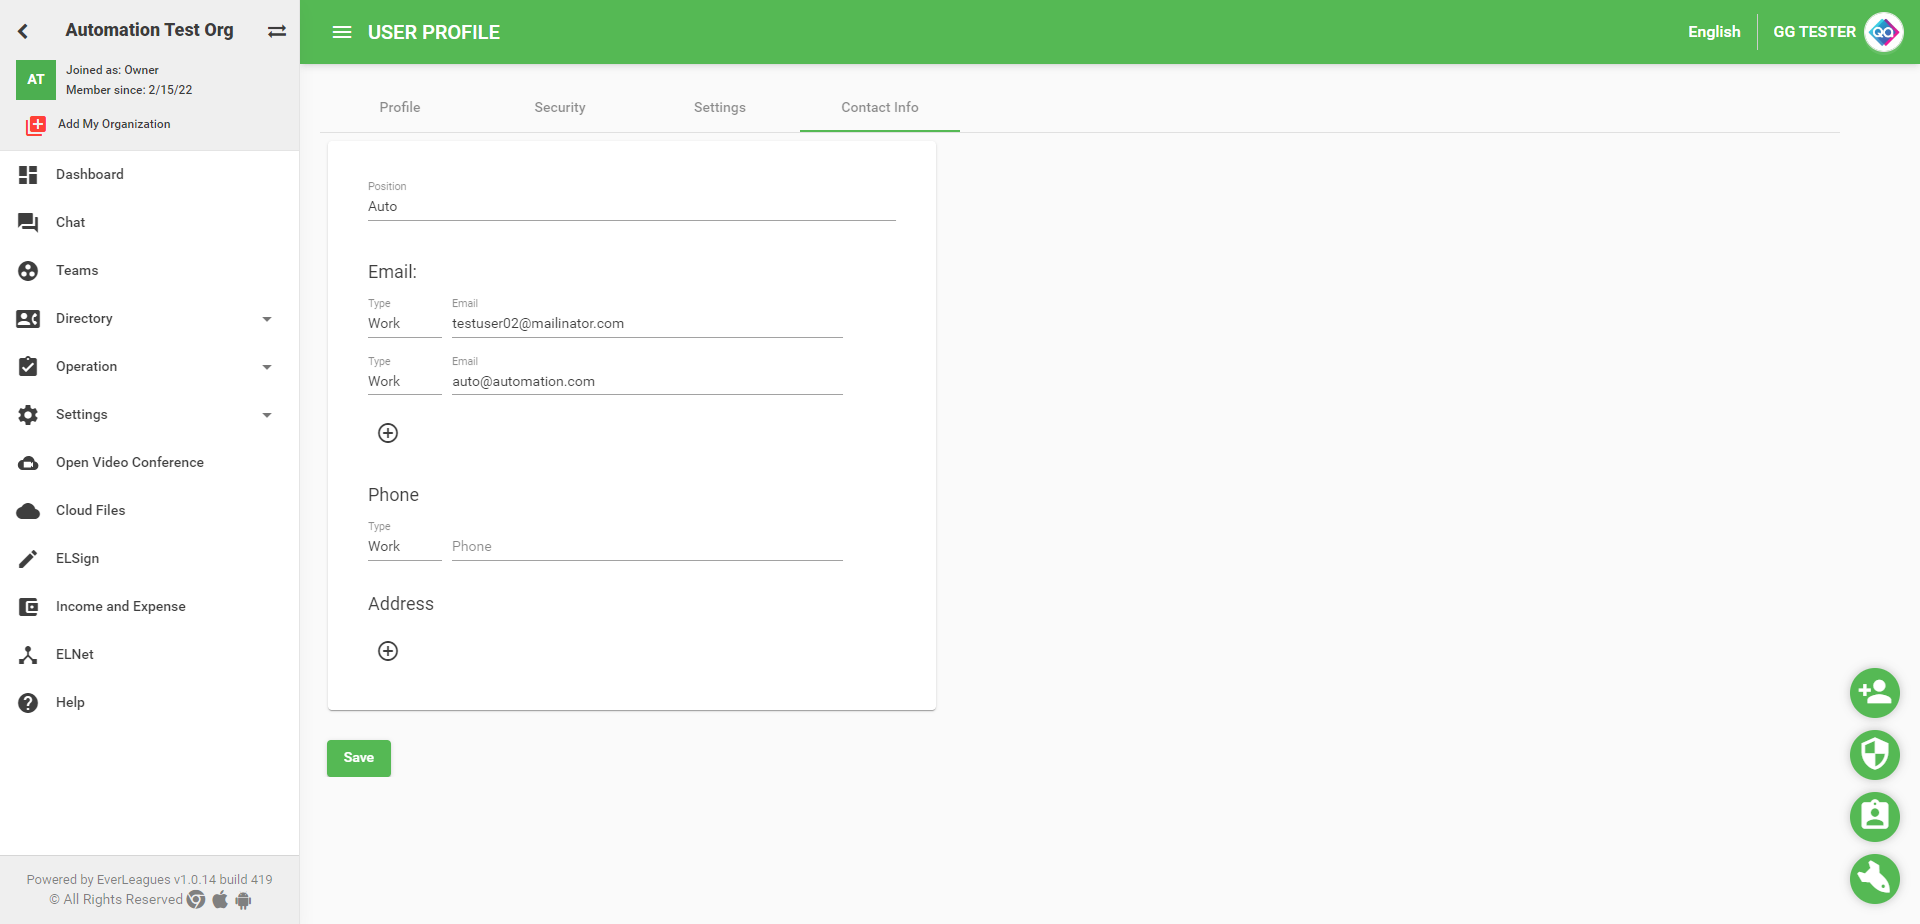 Automation Test Org
AT
Joined as: Owner
Member since: 2/15/22
Add My Organization
Dashboard
Chat
Teams
Directory
Operation
Settings
Open Video Conference
Cloud Files
ELSign
Income and Expense
ELNet
Help
Powered by EverLeagues v1.0.14 build 419
© All Rights Reserved
USER PROFILE
English
GG TESTER
QA
Profile
Security
Settings
Contact Info
Position
Auto
Email:
Type Email
Work testuser02@mailinator.com
Type Email
Work auto@automation.com
Phone
Type
Work Phone
Address
Save